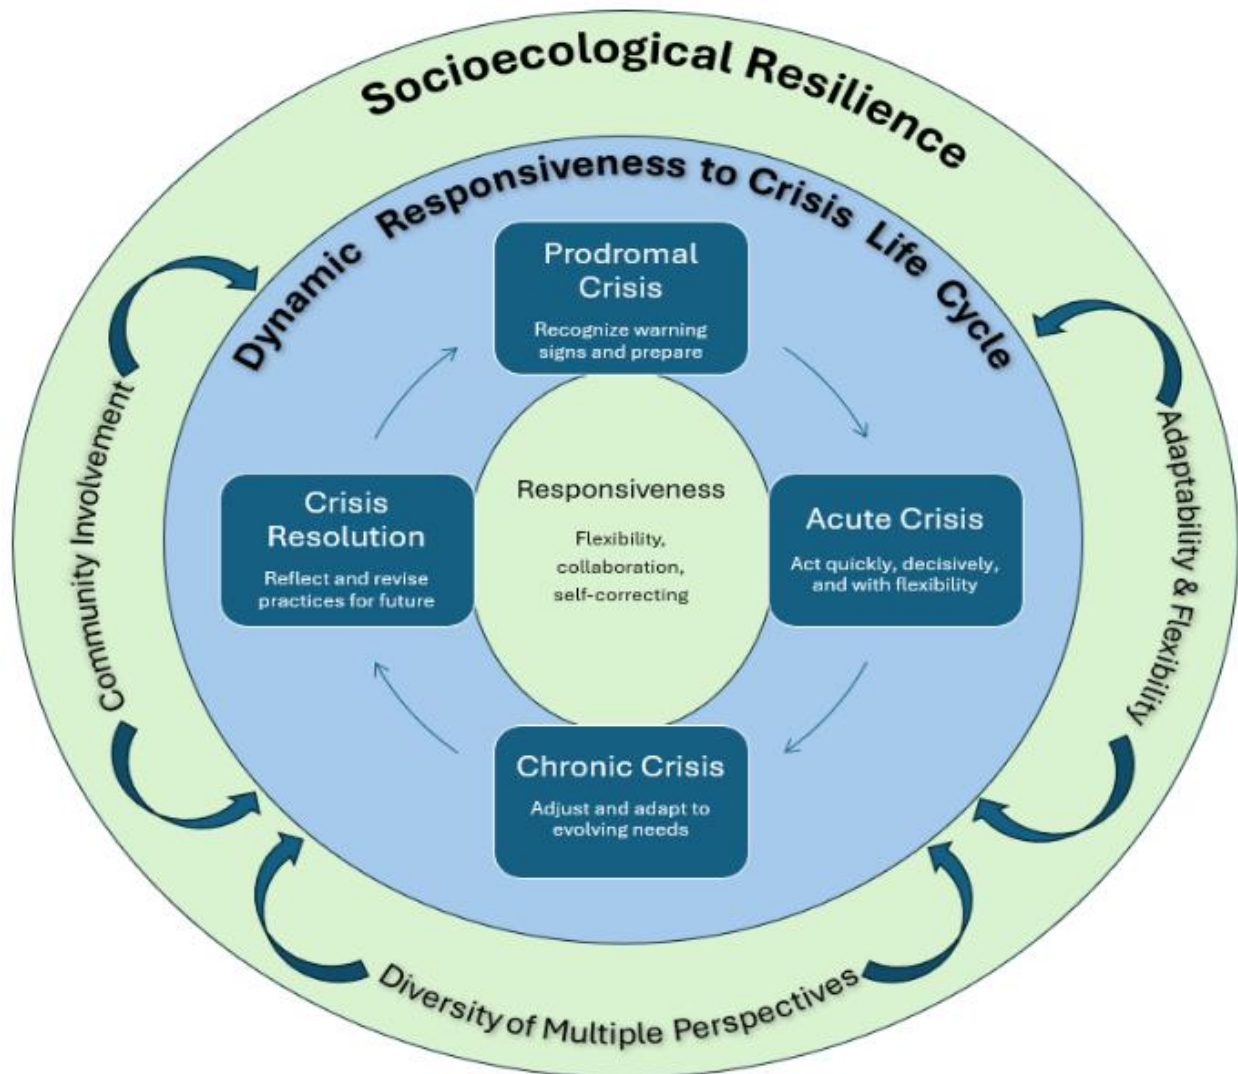 Socioecological Resilience
Dynamic Responsiveness to Crisis Life Cycle
Prodromal
Crisis
Recognize warning
signs and prepare
Community Involvement
Adaptability & Flexibility
Crisis
Resolution
Reflect and revise
practices for future
Responsiveness
Flexibility,
collaboration,
self-correcting
Acute Crisis
Act quickly, decisively,
and with flexibility
Chronic Crisis
Adjust and adapt to
evolving needs
Diversity of Multiple Perspectives